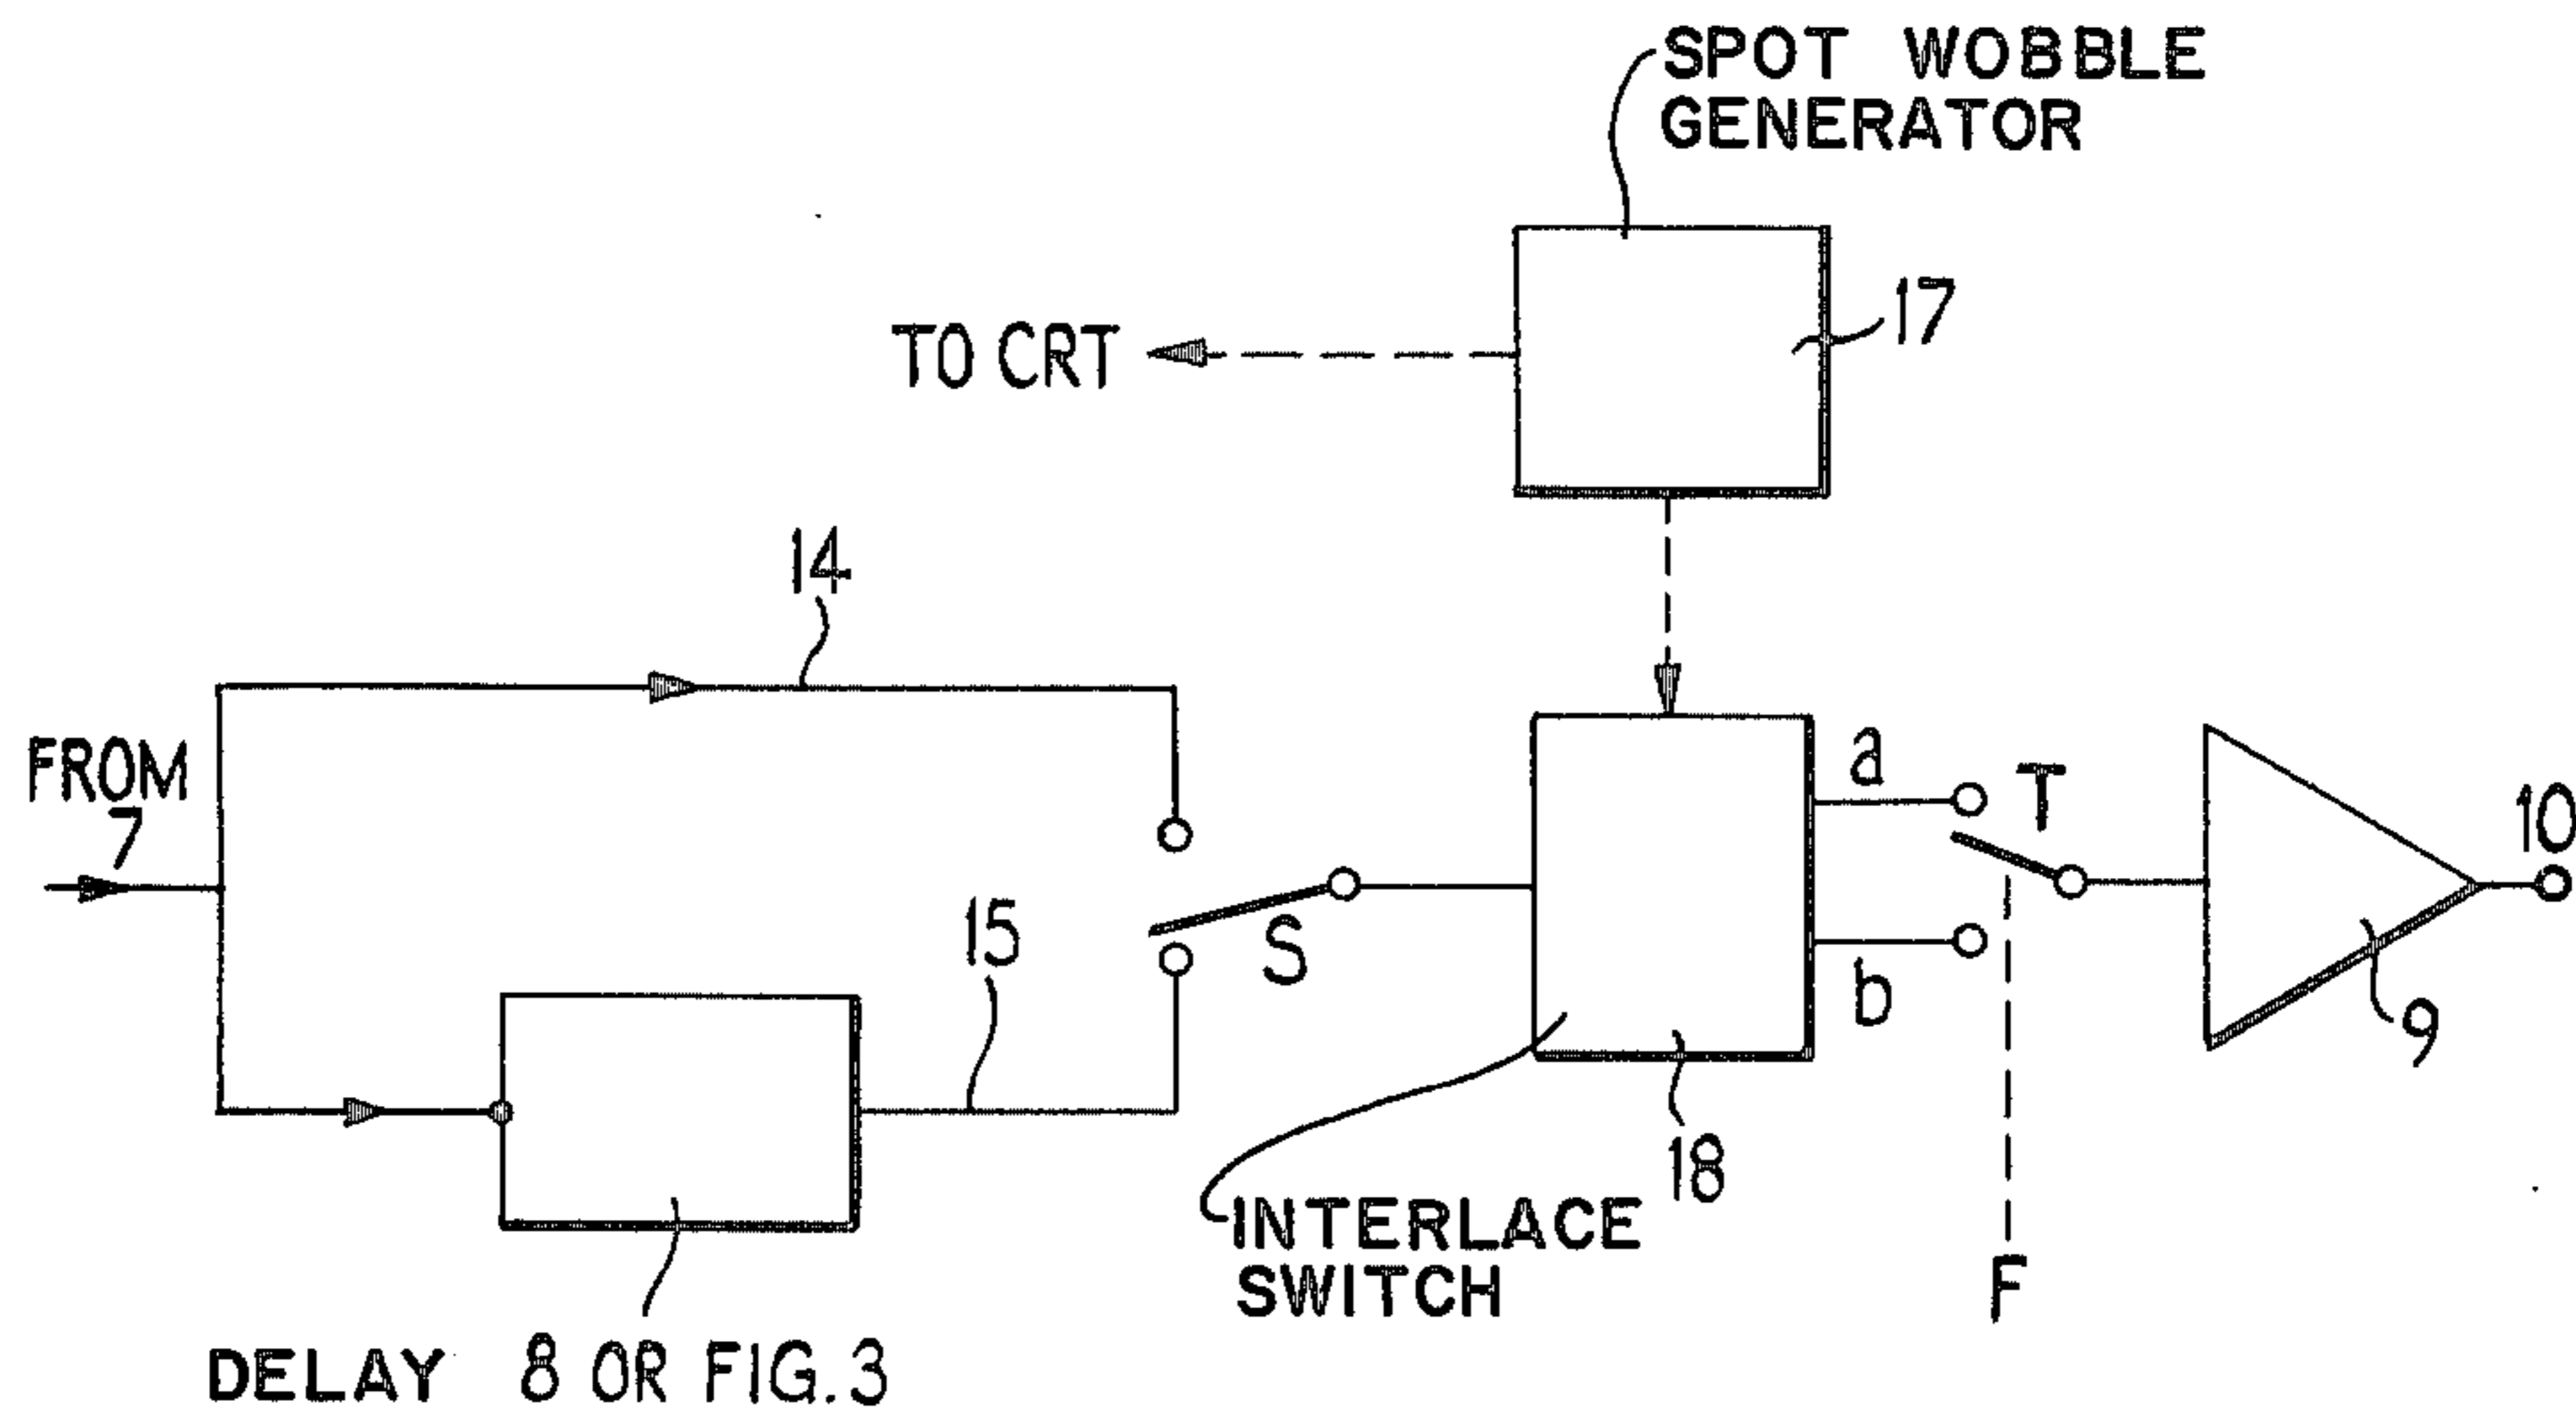 SPOT WOBBLE
GENERATOR
17
TO CRT
14
FROM
7
a
T
10
15
S
b
9
18
INTERLACE
SWITCH
F
DELAY 8 OR FIG.3